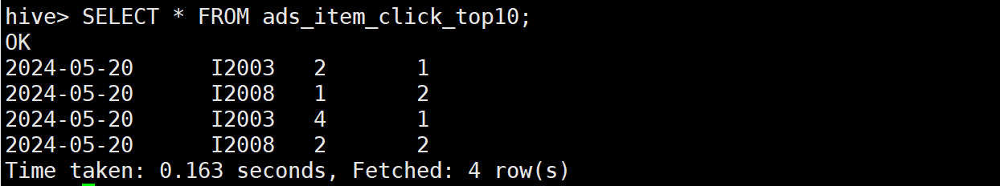 hive> SELECT * FROM ads_item_click_top10;
OK
2024-05-20      I2003   2       1
2024-05-20      I2008   1       2
2024-05-20      I2003   4       1
2024-05-20      I2008   2       2
Time taken: 0.163 seconds, Fetched: 4 row(s)